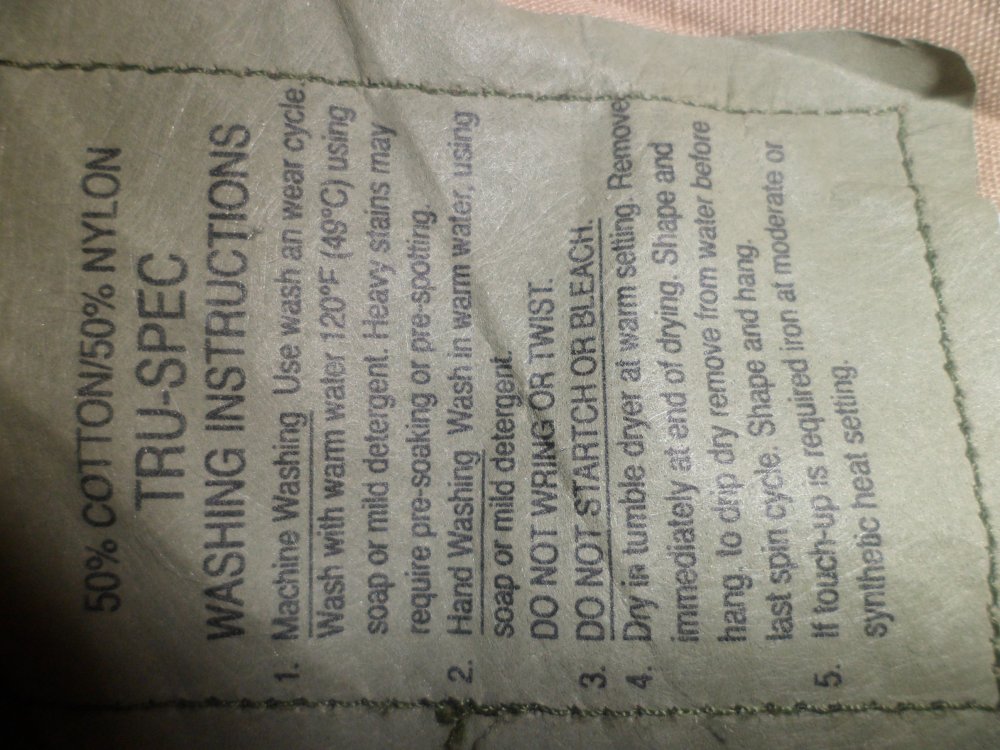 50% COTTON/50% NYLON
TRU-SPEC
WASHING INSTRUCTIONS
1. Machine Washing Use wash an wear cycle.
Wash with warm water 120°F (49°C) using
soap or mild detergent. Heavy stains may
require pre-soaking or pre-spotting.
2. Hand Washing Wash in warm water, using
soap or mild detergent.
DO NOT WRING OR TWIST.
3. DO NOT STARTCH OR BLEACH.
4. Dry in tumble dryer at warm setting. Remove
immediately at end of drying. Shape and
hang. to drip dry remove from water before
last spin cycle. Shape and hang.
5. If touch-up is required iron at moderate or
synthetic heat setting.